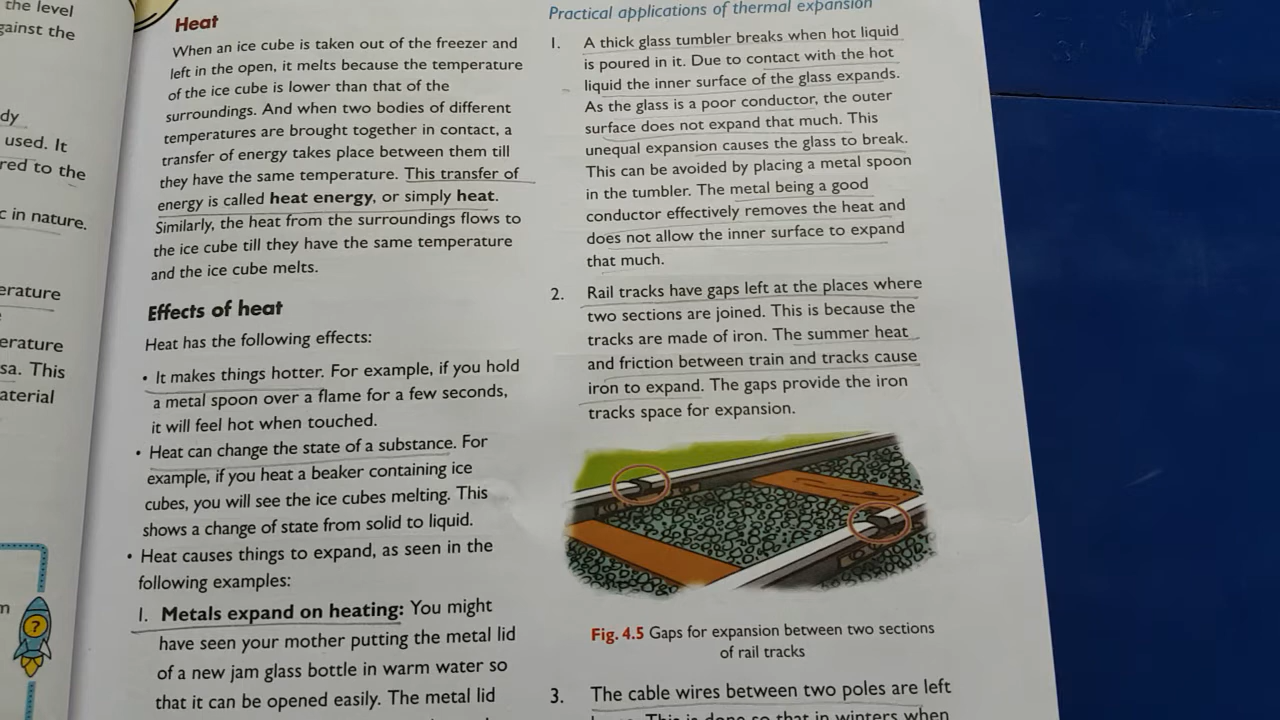 the level
gainst the
dy
used. It
red to the
c in nature.
erature
erature
sa. This
aterial
?
Heat
When an ice cube is taken out of the freezer and
left in the open, it melts because the temperature
of the ice cube is lower than that of the
surroundings. And when two bodies of different
temperatures are brought together in contact, a
transfer of energy takes place between them till
they have the same temperature. This transfer of
energy is called heat energy, or simply heat.
Similarly, the heat from the surroundings flows to
the ice cube till they have the same temperature
and the ice cube melts.
Effects of heat
Heat has the following effects:
• It makes things hotter. For example, if you hold
a metal spoon over a flame for a few seconds,
it will feel hot when touched.
• Heat can change the state of a substance. For
example, if you heat a beaker containing ice
cubes, you will see the ice cubes melting. This
shows a change of state from solid to liquid.
• Heat causes things to expand, as seen in the
following examples:
1. Metals expand on heating: You might
have seen your mother putting the metal lid
of a new jam glass bottle in warm water so
that it can be opened easily. The metal lid
Practical applications of thermal expansion
1. A thick glass tumbler breaks when hot liquid
is poured in it. Due to contact with the hot
liquid the inner surface of the glass expands.
As the glass is a poor conductor, the outer
surface does not expand that much. This
unequal expansion causes the glass to break.
This can be avoided by placing a metal spoon
in the tumbler. The metal being a good
conductor effectively removes the heat and
does not allow the inner surface to expand
that much.
2. Rail tracks have gaps left at the places where
two sections are joined. This is because the
tracks are made of iron. The summer heat
and friction between train and tracks cause
iron to expand. The gaps provide the iron
tracks space for expansion.
Fig. 4.5 Gaps for expansion between two sections
of rail tracks
3. The cable wires between two poles are left
This is done so that in winters when